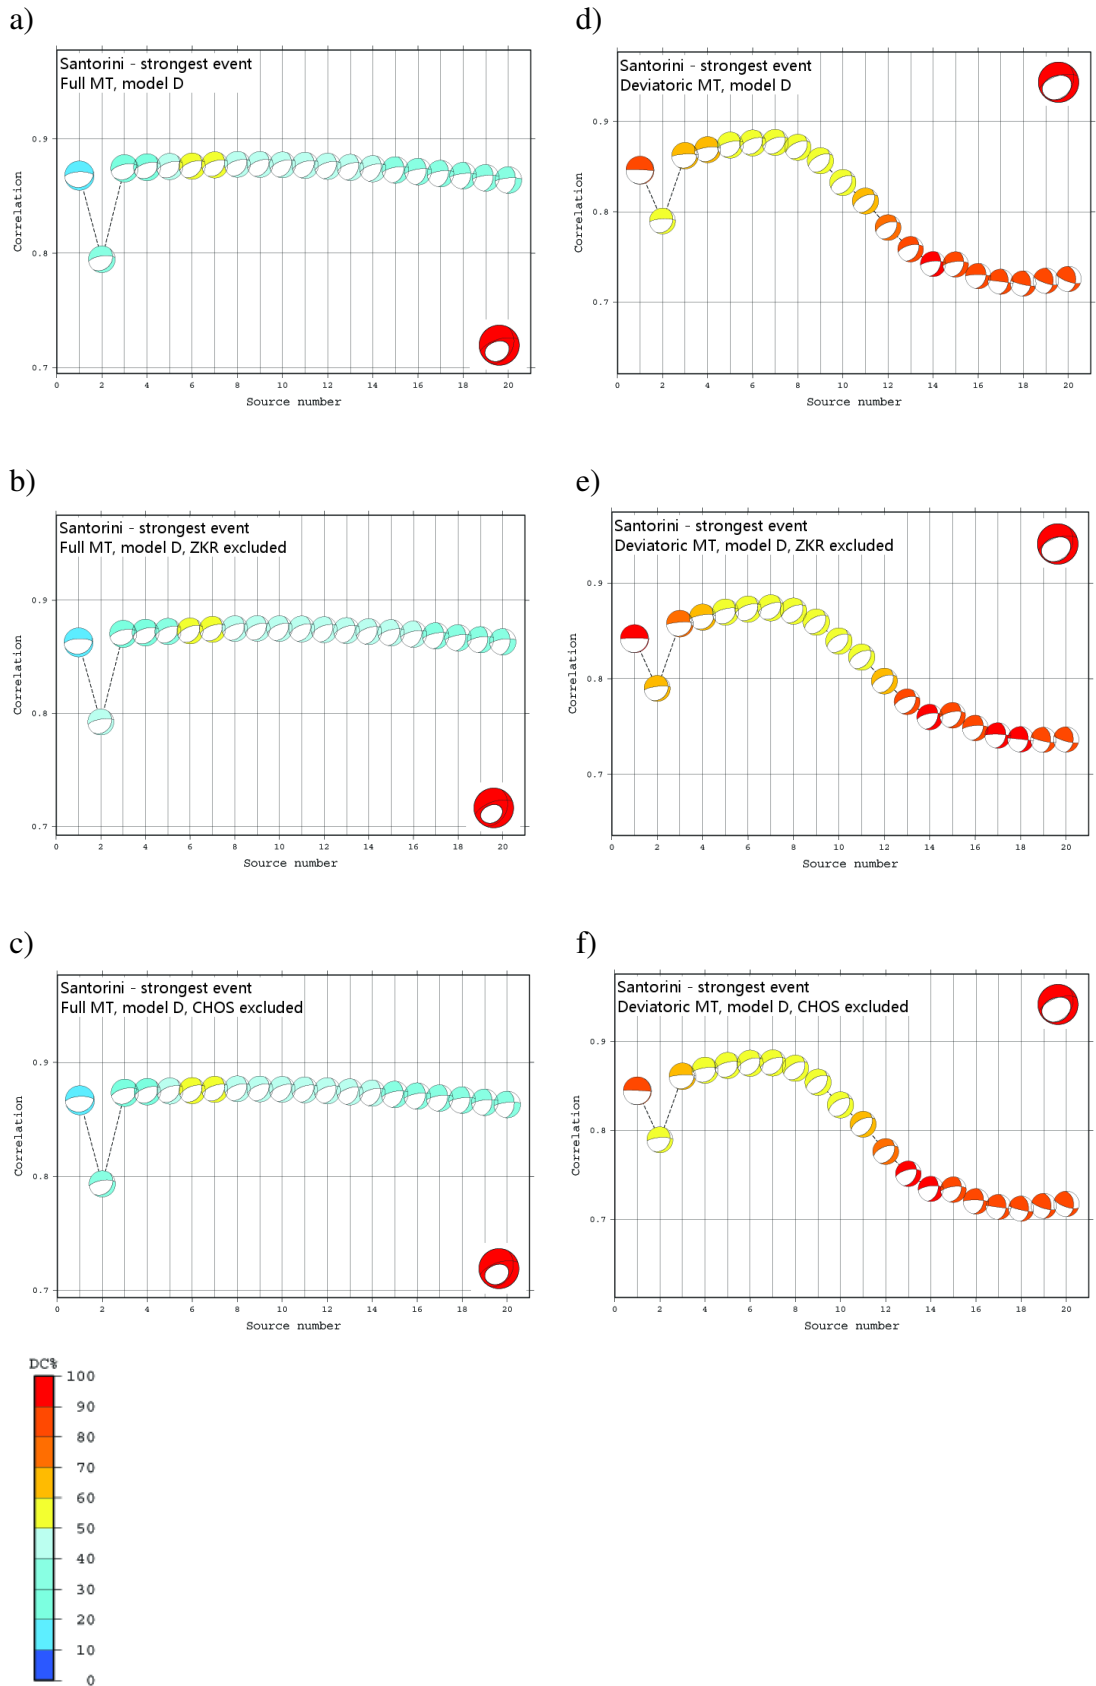 a)
Santorini - strongest event
Full MT, model D
0.9
0.8
0.7
Correlation
0 2 4 6 8 10 12 14 16 18 20
Source number
d)
Santorini - strongest event
Deviatoric MT, model D
0.9
0.8
0.7
Correlation
0 2 4 6 8 10 12 14 16 18 20
Source number
b)
Santorini - strongest event
Full MT, model D, ZKR excluded
0.9
0.8
0.7
Correlation
0 2 4 6 8 10 12 14 16 18 20
Source number
e)
Santorini - strongest event
Deviatoric MT, model D, ZKR excluded
0.9
0.8
0.7
Correlation
0 2 4 6 8 10 12 14 16 18 20
Source number
c)
Santorini - strongest event
Full MT, model D, CHOS excluded
0.9
0.8
0.7
Correlation
0 2 4 6 8 10 12 14 16 18 20
Source number
f)
Santorini - strongest event
Deviatoric MT, model D, CHOS excluded
0.9
0.8
0.7
Correlation
0 2 4 6 8 10 12 14 16 18 20
Source number
DC%
100
90
80
70
60
50
40
30
20
10
0